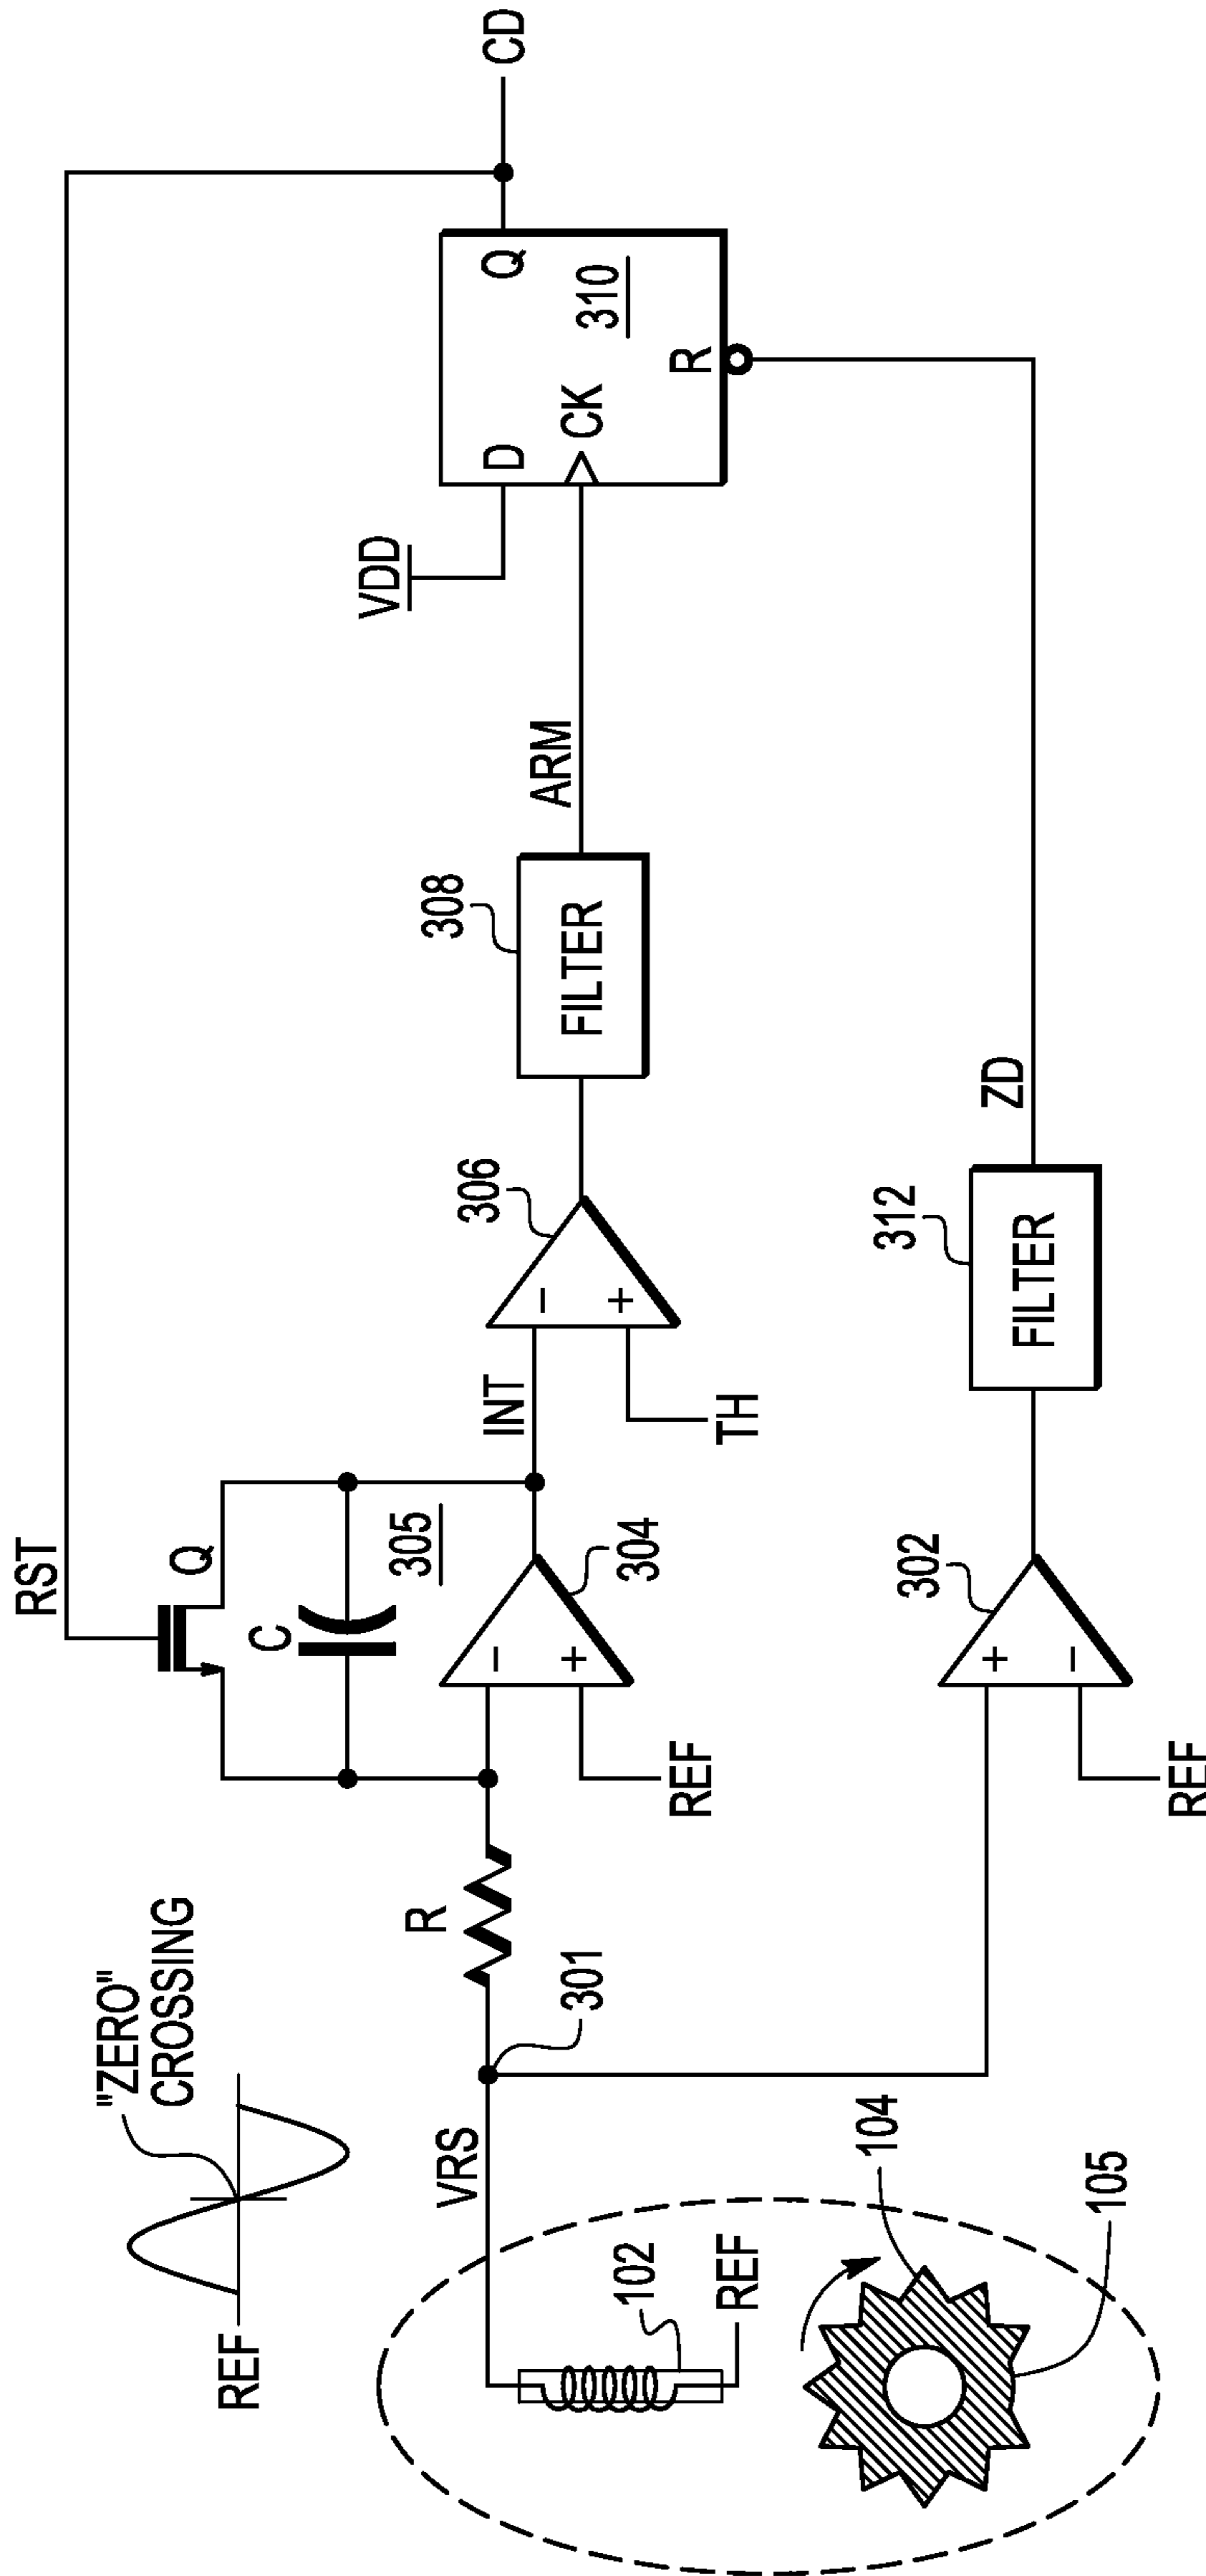 RST
CD
"ZERO"
CROSSING
REF
Q
C
305
VDD
D
Q
CK
310
R
R
VRS
301
−
+
304
REF
INT
306
−
+
TH
308
FILTER
ARM
102
REF
104
105
302
+
−
REF
312
FILTER
ZD